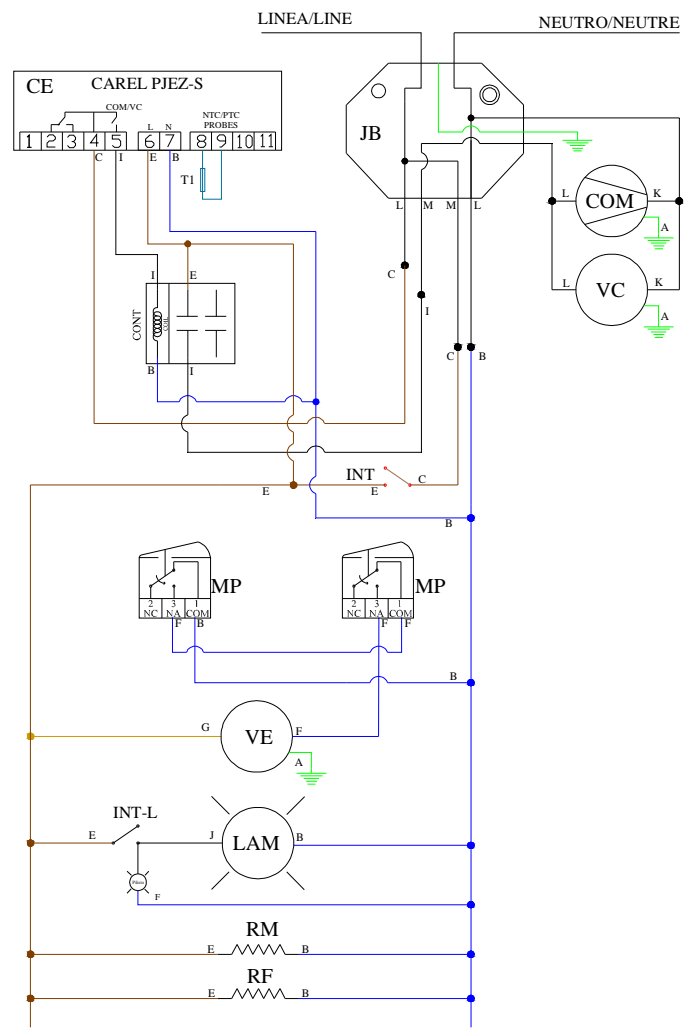 LINEA/LINE
NEUTRO/NEUTRE
CE CAREL PJEZ-S
COM/VC
L N
NTC/PTC
PROBES
1 2 3 4 5 6 7 8 9 10 11
C I E B
T1
JB
L M M L
L COM K
A
L VC K
A
C
I
C B
I E
CONT
COIL
B I
INT
E E C
B
MP
2 3 1
NC NA COM
F B
MP
2 3 1
NC NA COM
F F
B
G VE F
A
INT-L
E J LAM B
F
RM
E B
RF
E B